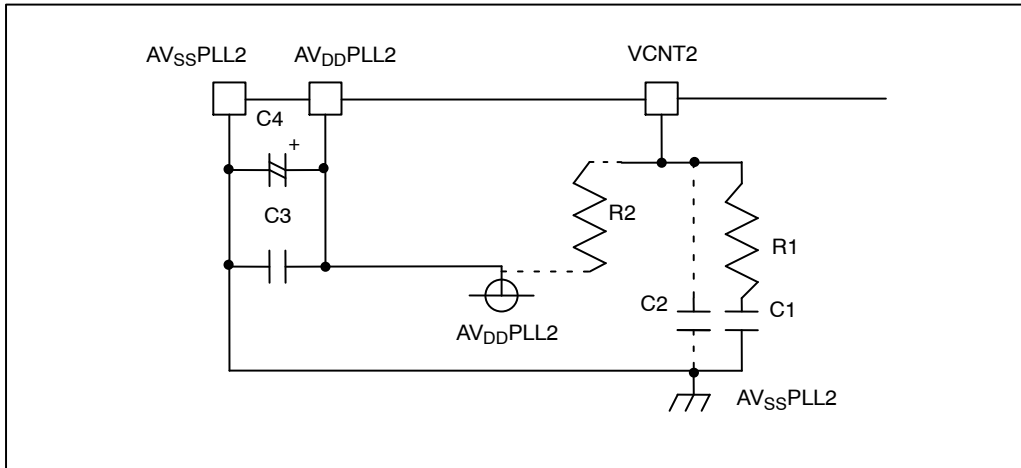 AVSSPLL2 AVDDPLL2 VCNT2
C4
+
C3
R2
R1
C2 C1
AVDDPLL2
AVSSPLL2